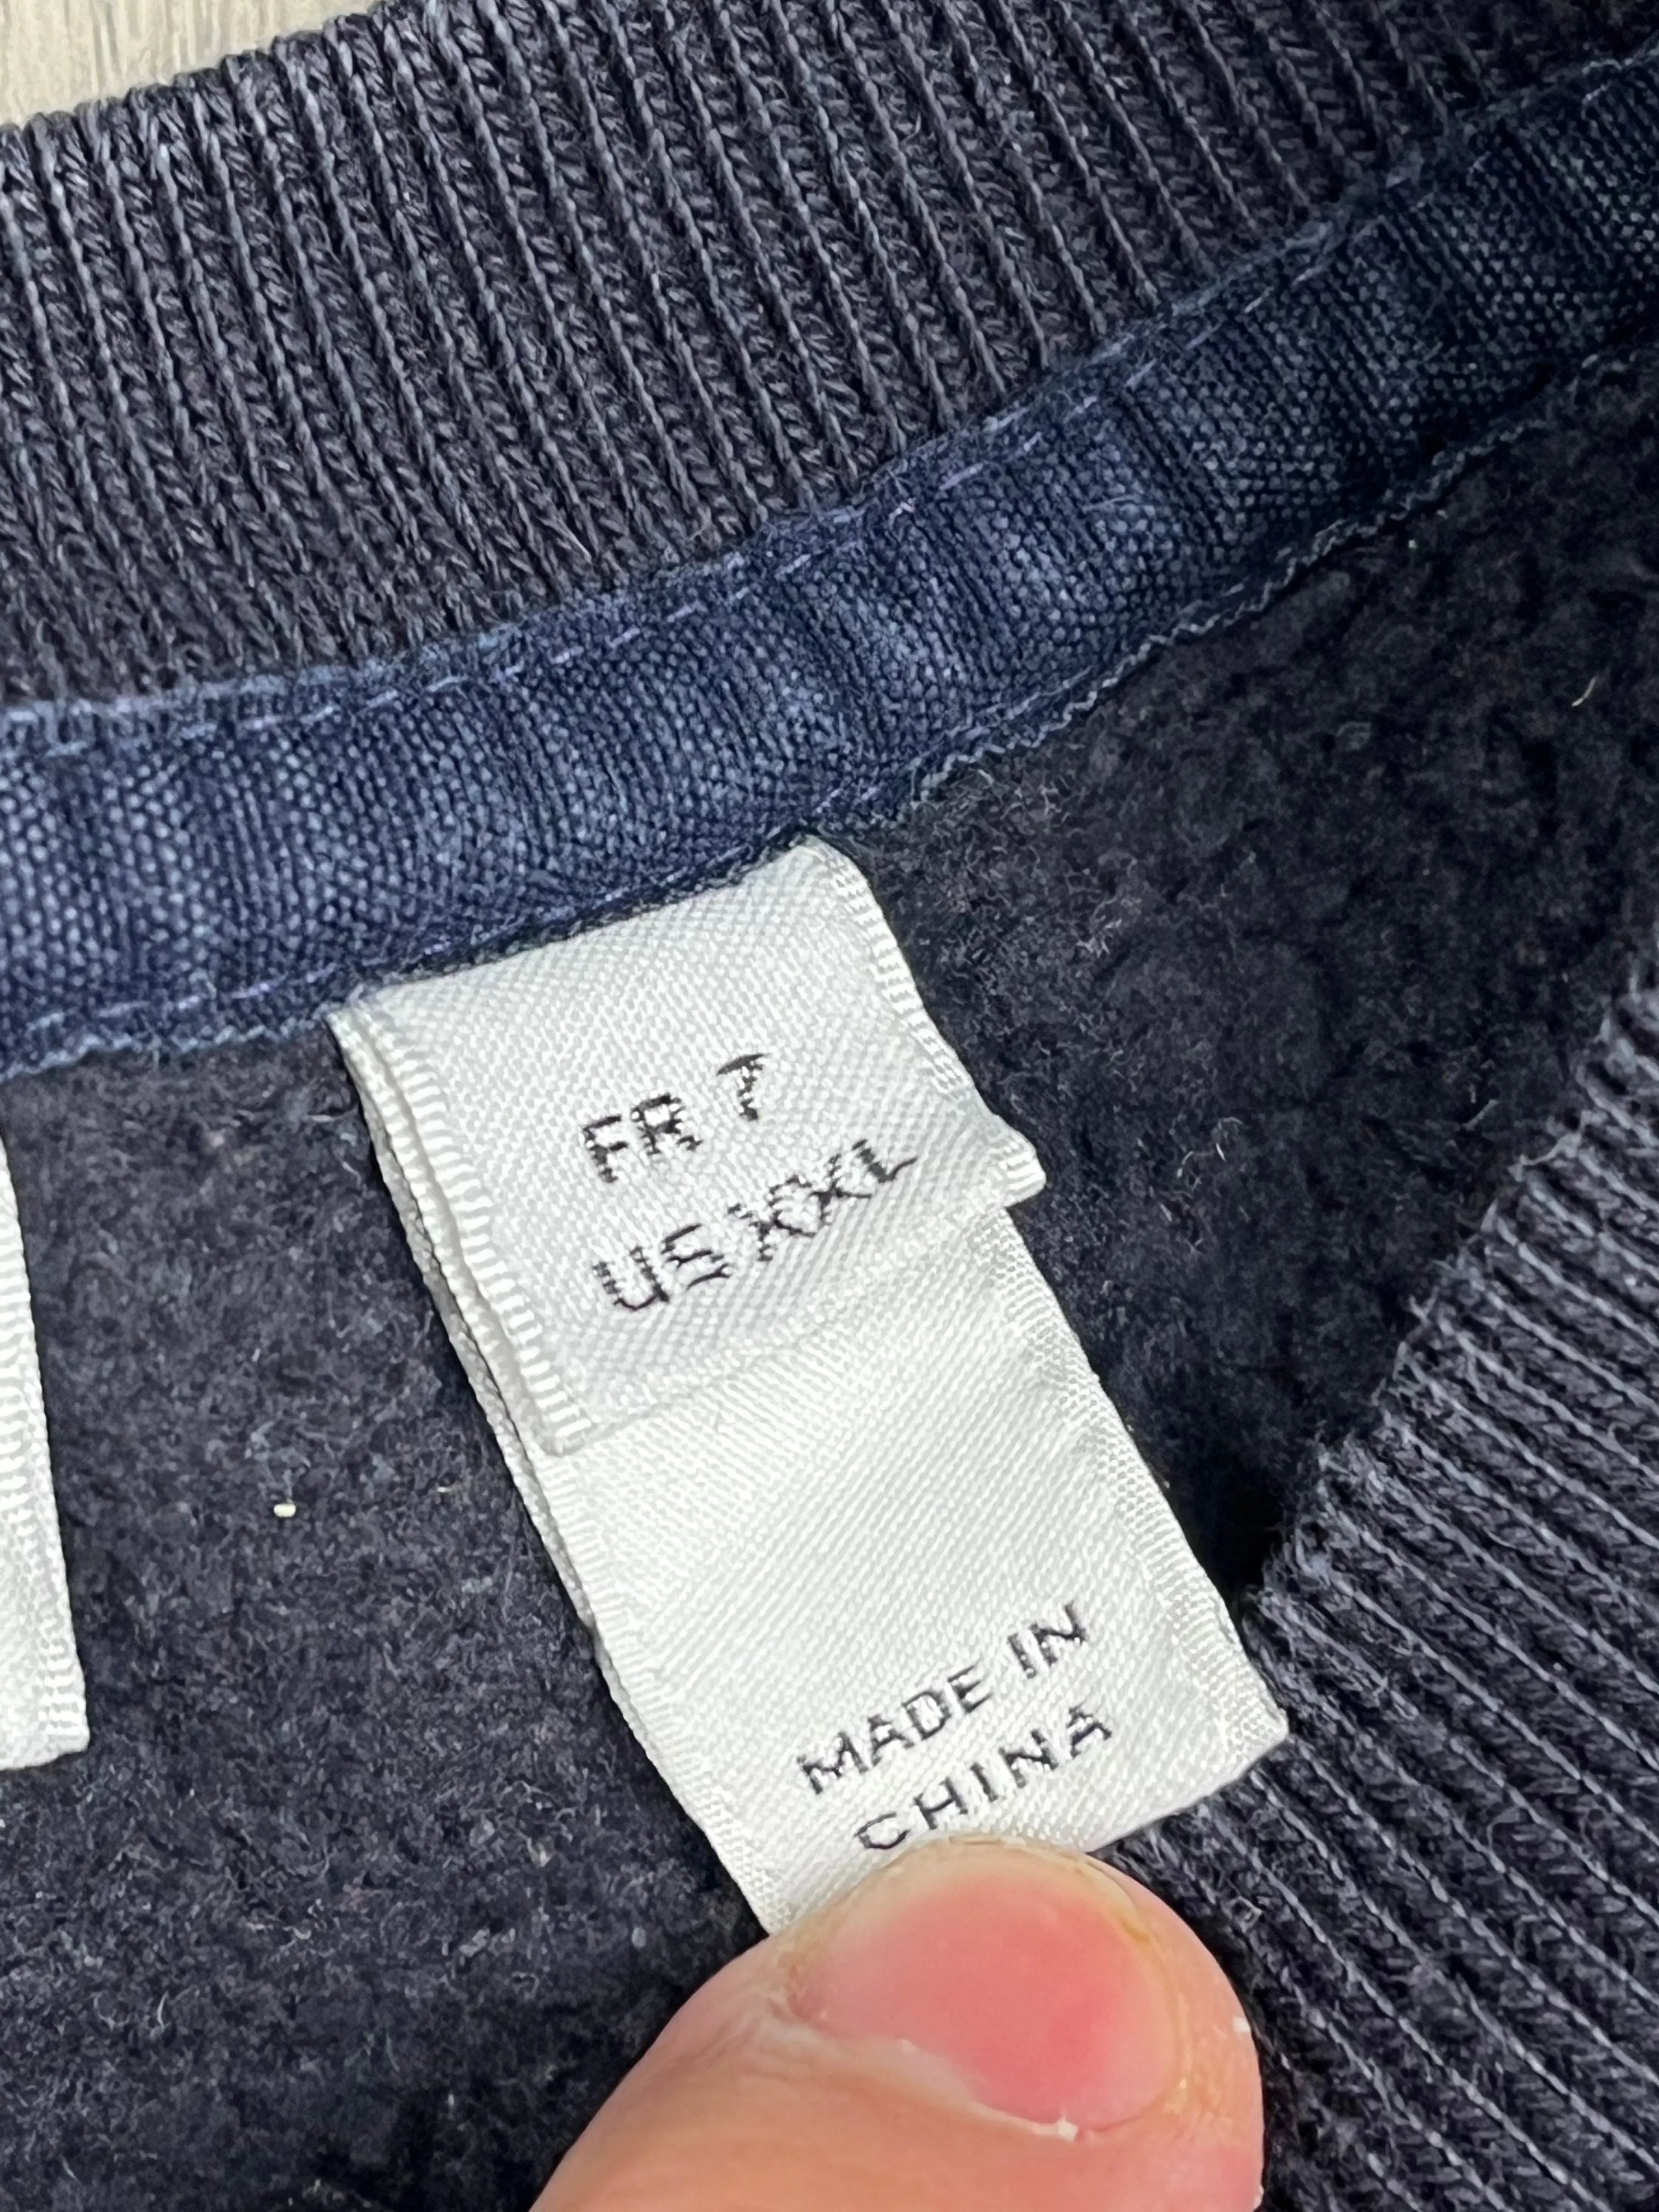 FR 7
US XXL
MADE IN
CHINA